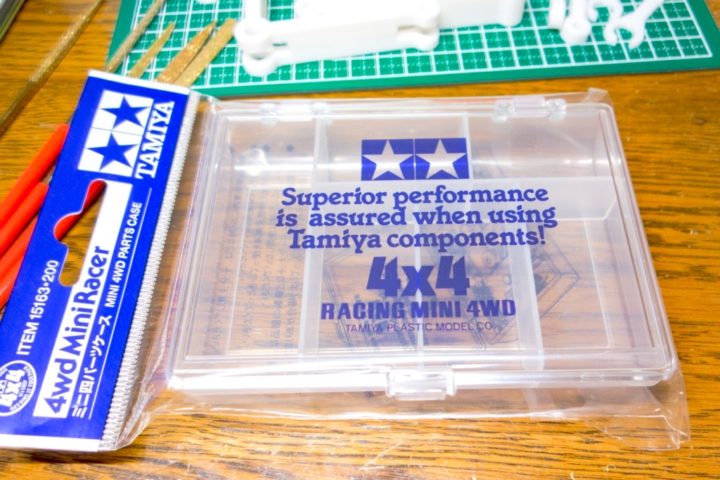 TAMIYA
ITEM 15163・200
4wd Mini Racer
MINI 4WD PARTS CASE
ミニ四パーツケース
4x4
Superior performance
is assured when using
Tamiya components!
4x4
RACING MINI 4WD
TAMIYA PLASTIC MODEL CO.